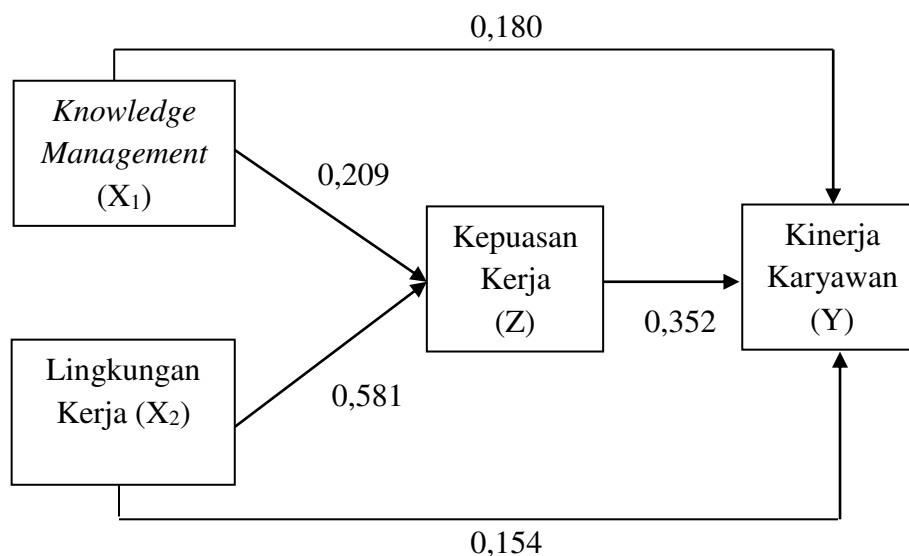 0,180
Knowledge
Management
(X₁)
0,209
Kepuasan
Kerja
(Z)
Kinerja
Karyawan
(Y)
0,352
Lingkungan
Kerja (X₂)
0,581
0,154